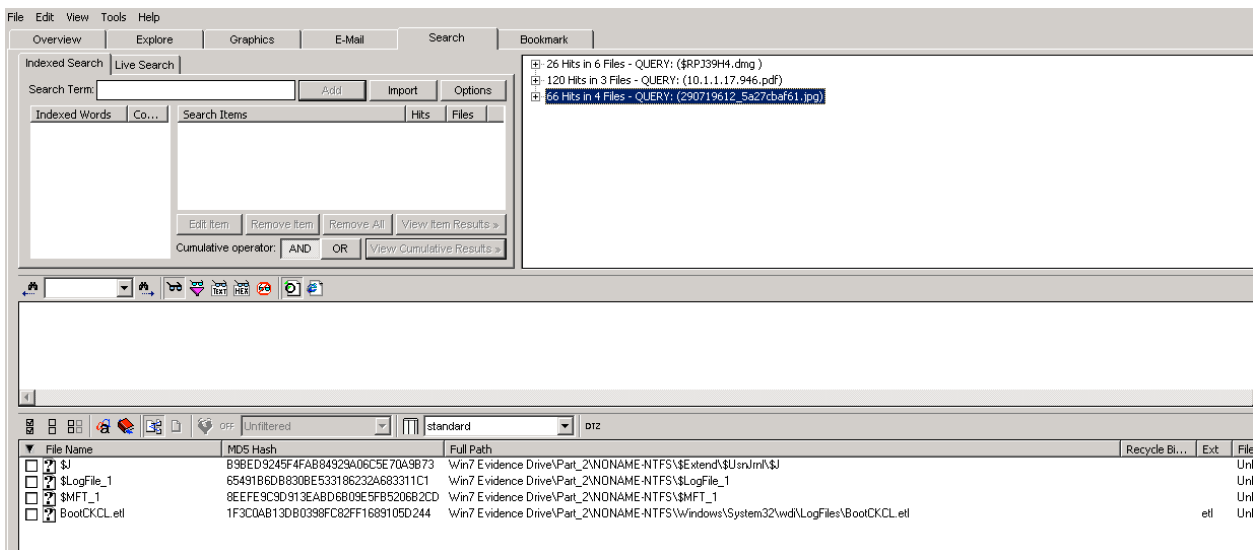 File Edit View Tools Help
Overview Explore Graphics E-Mail Search Bookmark
Indexed Search Live Search
Search Term: Add Import Options
Indexed Words Co... Search Items Hits Files
Edit Item Remove Item Remove All View Item Results »
Cumulative operator: AND OR View Cumulative Results »
26 Hits in 6 Files - QUERY: ($RPJ39H4.dmg )
120 Hits in 3 Files - QUERY: (10.1.1.17.946.pdf)
66 Hits in 4 Files - QUERY: (290719612_5a27cbaf61.jpg)
TEXT HEX
OFF Unfiltered standard DTZ
File Name MD5 Hash Full Path Recycle Bi... Ext File
$J B9BED9245F4FAB84929A06C5E70A9B73 Win7 Evidence Drive\Part_2\NONAME-NTFS\$Extend\$UsnJrnl\$J Unl
$LogFile_1 65491B6DB830BE533186232A683311C1 Win7 Evidence Drive\Part_2\NONAME-NTFS\$LogFile_1 Unl
$MFT_1 8EEFE9C9D913EABD6B09E5FB5206B2CD Win7 Evidence Drive\Part_2\NONAME-NTFS\$MFT_1 Unl
BootCKCL.etl 1F3C0AB13DB0398FC82FF1689105D244 Win7 Evidence Drive\Part_2\NONAME-NTFS\Windows\System32\wdi\LogFiles\BootCKCL.etl etl Unl